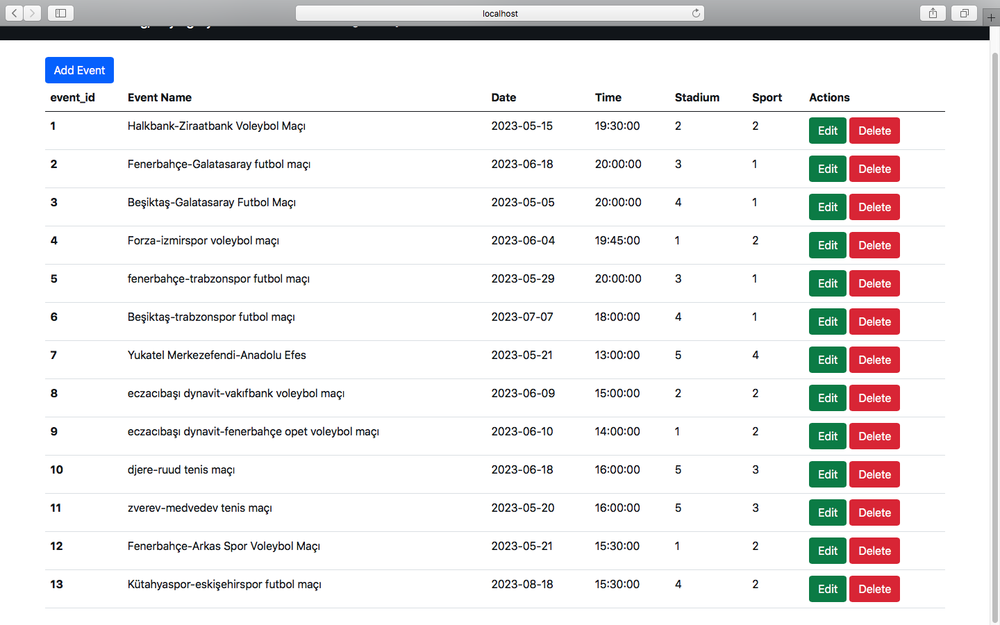 localhost
Add Event
event_id Event Name Date Time Stadium Sport Actions
1 Halkbank-Ziraatbank Voleybol Maçı 2023-05-15 19:30:00 2 2 Edit Delete
2 Fenerbahçe-Galatasaray futbol maçı 2023-06-18 20:00:00 3 1 Edit Delete
3 Beşiktaş-Galatasaray Futbol Maçı 2023-05-05 20:00:00 4 1 Edit Delete
4 Forza-izmirspor voleybol maçı 2023-06-04 19:45:00 1 2 Edit Delete
5 fenerbahçe-trabzonspor futbol maçı 2023-05-29 20:00:00 3 1 Edit Delete
6 Beşiktaş-trabzonspor futbol maçı 2023-07-07 18:00:00 4 1 Edit Delete
7 Yukatel Merkezefendi-Anadolu Efes 2023-05-21 13:00:00 5 4 Edit Delete
8 eczacıbaşı dynavit-vakıfbank voleybol maçı 2023-06-09 15:00:00 2 2 Edit Delete
9 eczacıbaşı dynavit-fenerbahçe opet voleybol maçı 2023-06-10 14:00:00 1 2 Edit Delete
10 djere-ruud tenis maçı 2023-06-18 16:00:00 5 3 Edit Delete
11 zverev-medvedev tenis maçı 2023-05-20 16:00:00 5 3 Edit Delete
12 Fenerbahçe-Arkas Spor Voleybol Maçı 2023-05-21 15:30:00 1 2 Edit Delete
13 Kütahyaspor-eskişehirspor futbol maçı 2023-08-18 15:30:00 4 2 Edit Delete